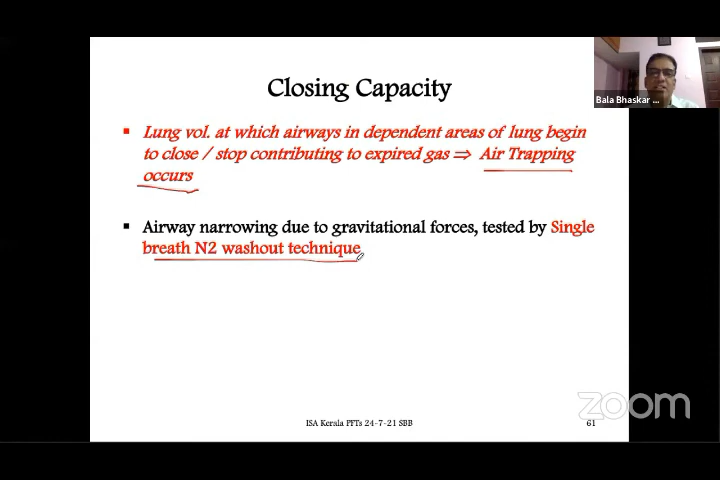 Closing Capacity
Bala Bhaskar ...
▪ Lung vol. at which airways in dependent areas of lung begin
to close / stop contributing to expired gas ⇒ Air Trapping
occurs
▪ Airway narrowing due to gravitational forces, tested by Single
breath N2 washout technique
zoom
ISA Kerala PFTs 24-7-21 SBB
61